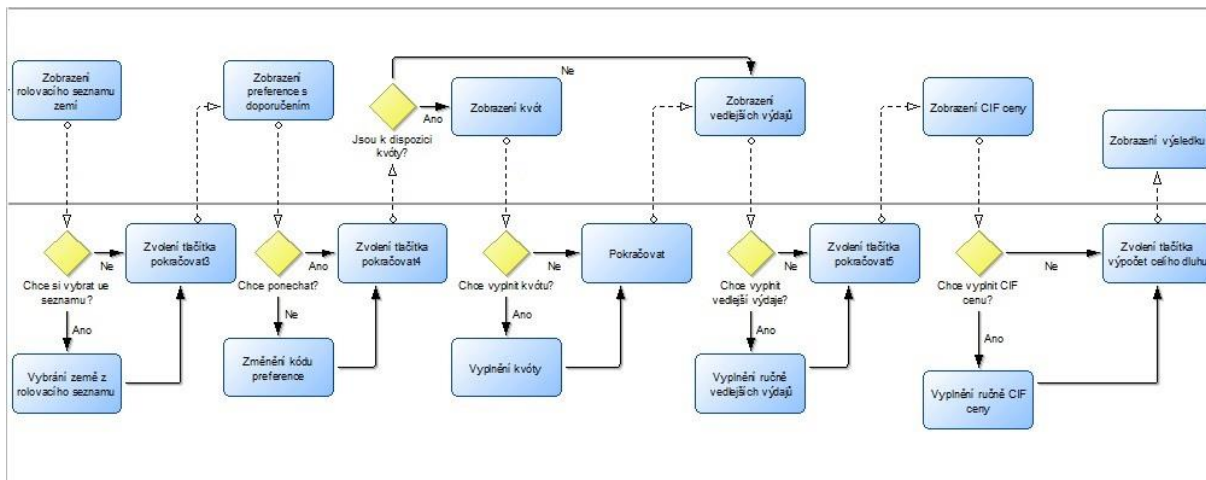 Zobrazení
rolovacího seznamu
zemí
Zobrazení
preference s
doporučením
Jsou k dispozici
kvóty?
Ano
Ne
Zobrazení kvót
Zobrazení
vedlejších výdajů
Zobrazení CIF ceny
Zobrazení výsledku
Chce si vybrat ue
seznamu?
Ne
Ano
Zvolení tlačítka
pokračovat3
Vybrání země z
rolovacího seznamu
Chce ponechat?
Ano
Ne
Zvolení tlačítka
pokračovat4
Změnění kódu
preference
Chce vyplnit kvótu?
Ne
Ano
Pokračovat
Vyplnění kvóty
Chce vyplnit
vedlejší výdaje?
Ne
Ano
Zvolení tlačítka
pokračovat5
Vyplnění ručně
vedlejších výdajů
Chce vyplnit CIF
cenu?
Ne
Ano
Zvolení tlačítka
výpočet celího dluhu
Vyplnění ručně CIF
ceny